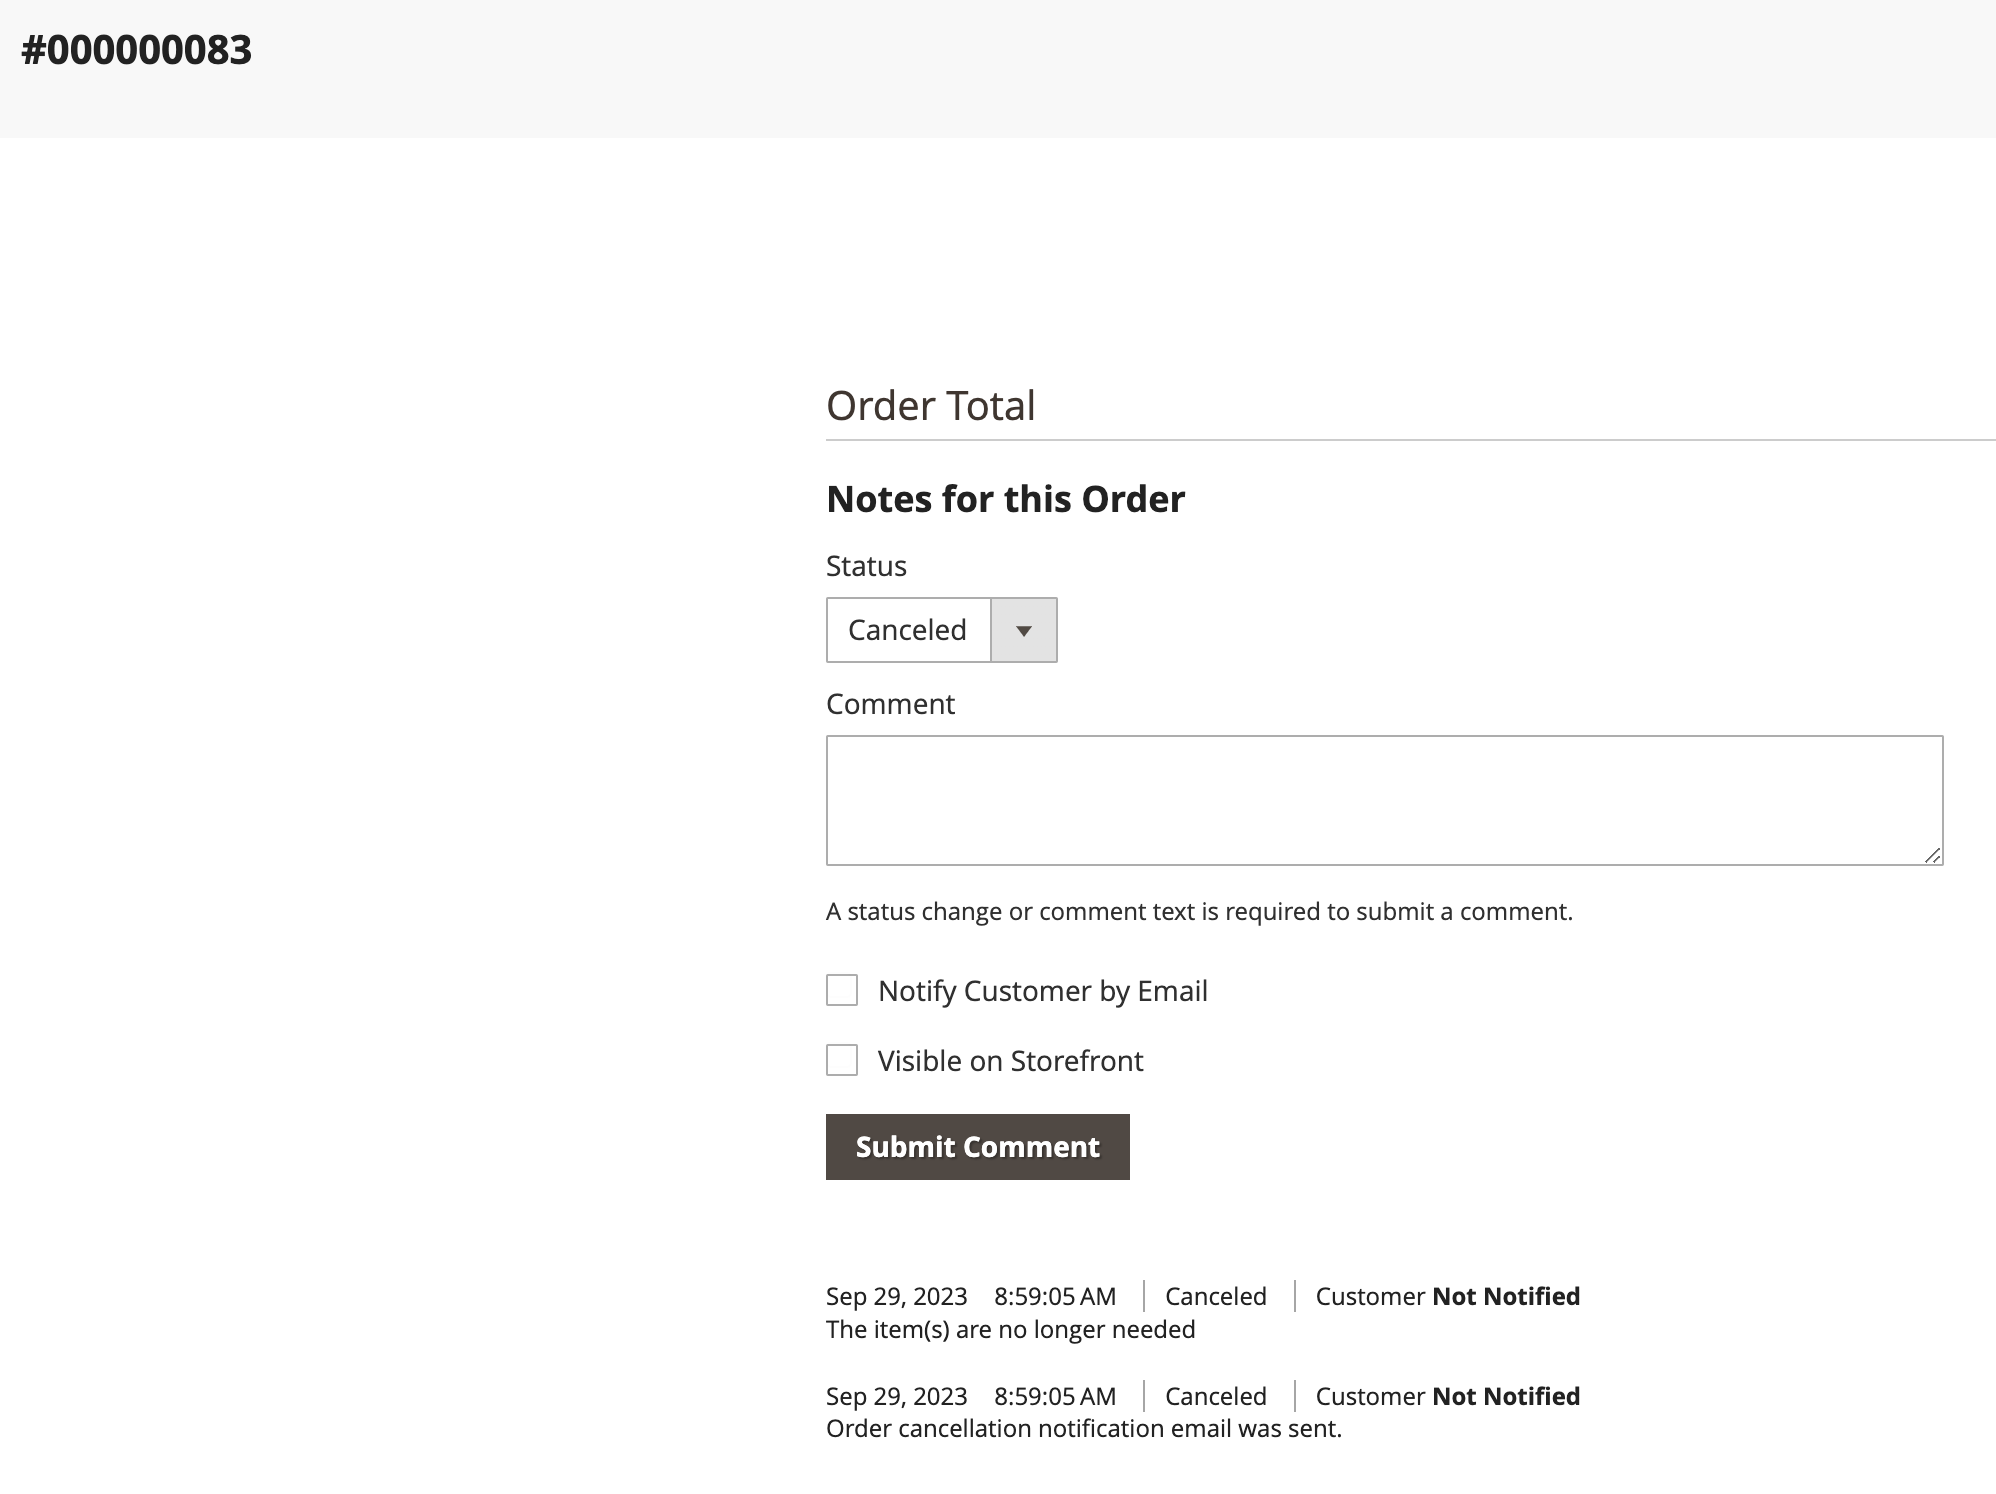 #000000083
Order Total
Notes for this Order
Status
Canceled
Comment
A status change or comment text is required to submit a comment.
Notify Customer by Email
Visible on Storefront
Submit Comment
Sep 29, 2023 8:59:05 AM Canceled Customer Not Notified
The item(s) are no longer needed
Sep 29, 2023 8:59:05 AM Canceled Customer Not Notified
Order cancellation notification email was sent.